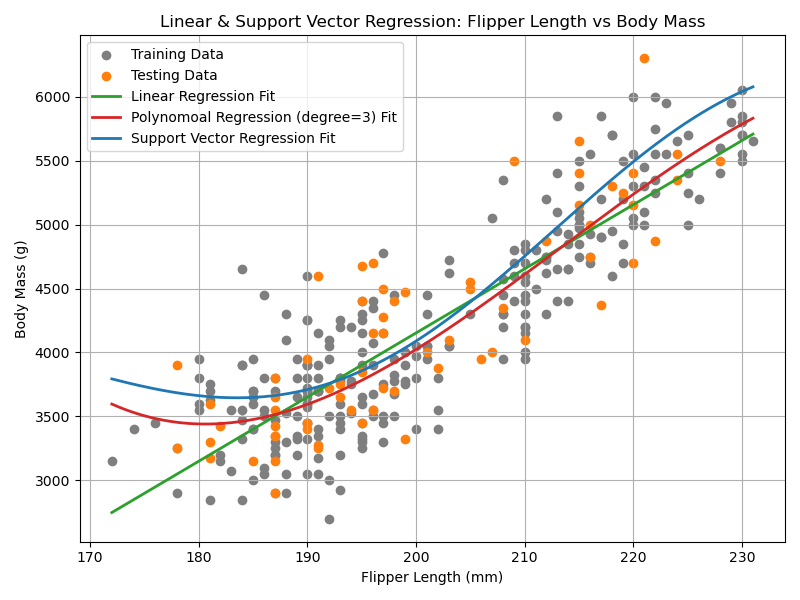 Linear & Support Vector Regression: Flipper Length vs Body Mass
Training Data
Testing Data
Linear Regression Fit
Polynomoal Regression (degree=3) Fit
Support Vector Regression Fit
6000
5500
5000
4500
4000
3500
3000
Body Mass (g)
170 180 190 200 210 220 230
Flipper Length (mm)